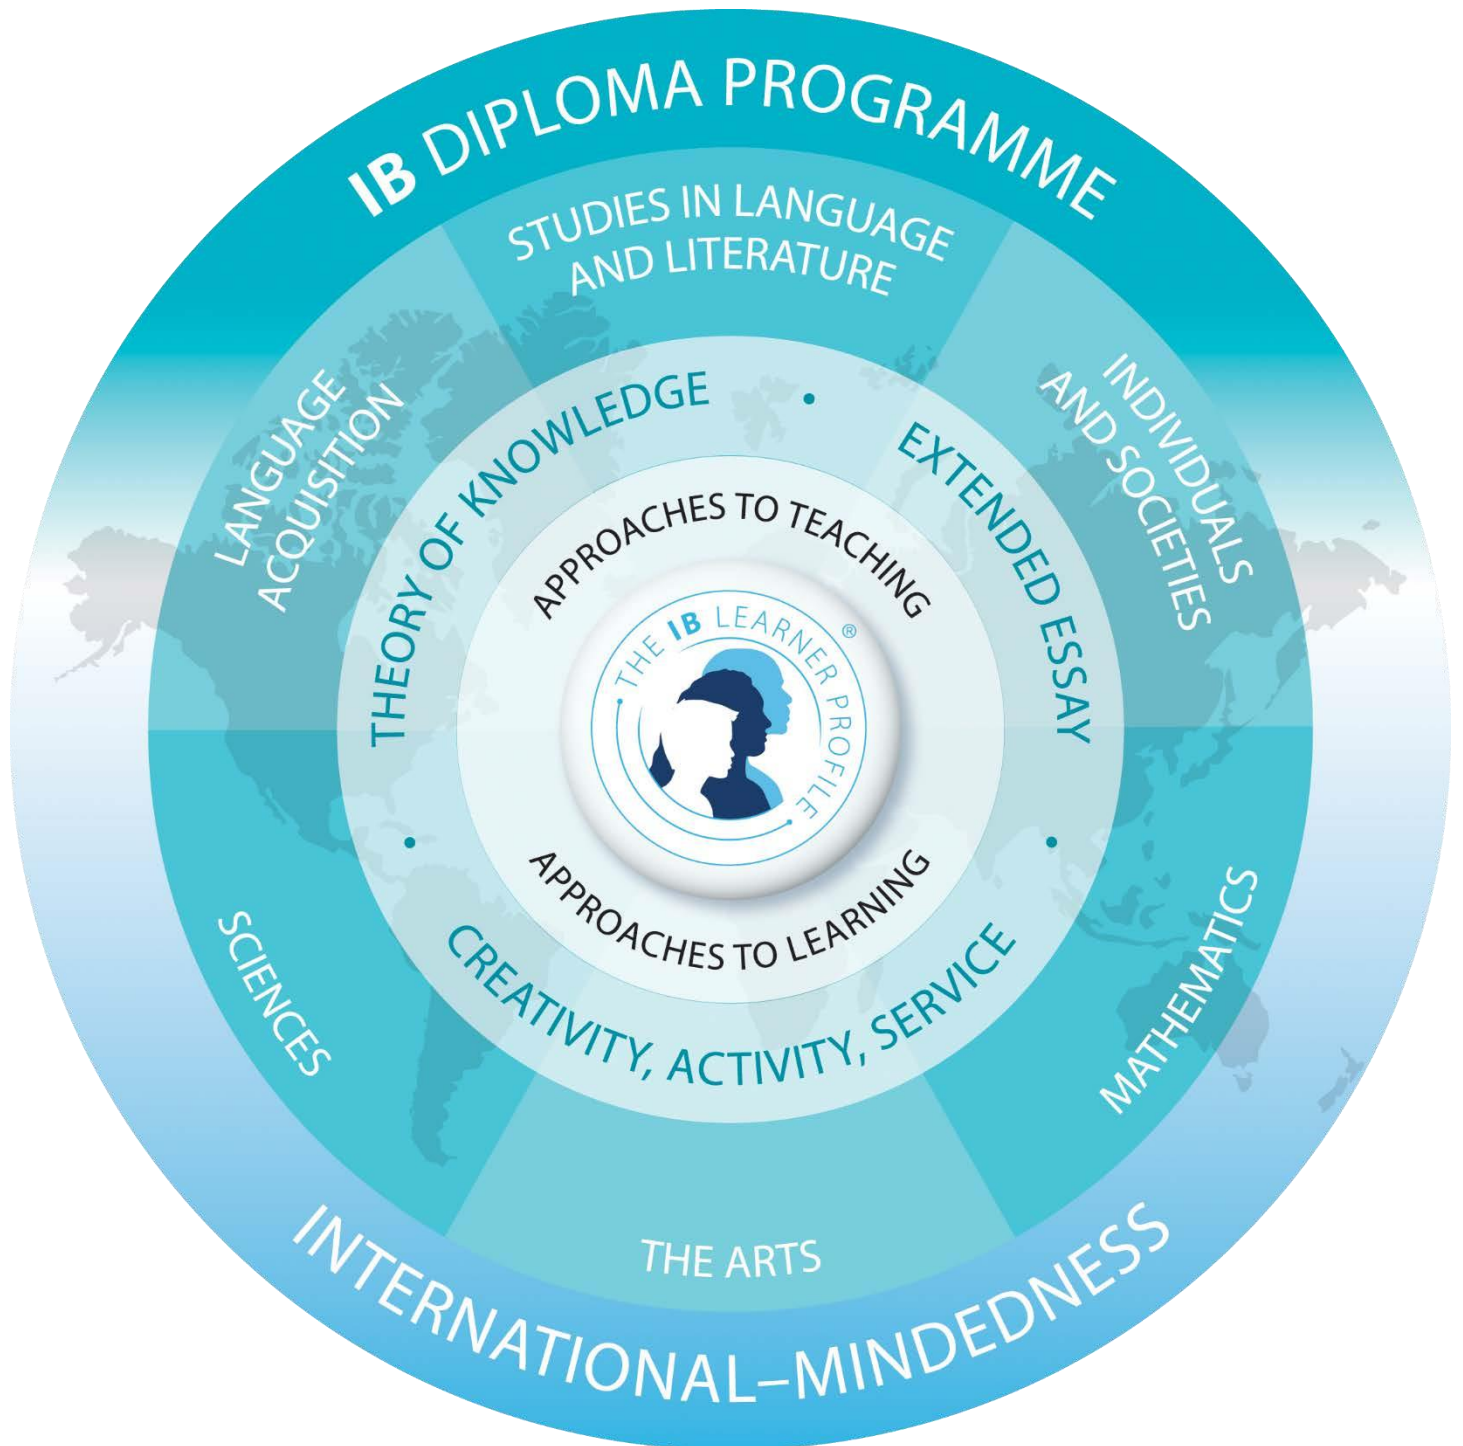 IB DIPLOMA PROGRAMME
STUDIES IN LANGUAGE
AND LITERATURE
LANGUAGE
ACQUISITION
INDIVIDUALS
AND SOCIETIES
THEORY OF KNOWLEDGE
•
EXTENDED ESSAY
APPROACHES TO TEACHING
THE IB LEARNER PROFILE
®
APPROACHES TO LEARNING
•
CREATIVITY, ACTIVITY, SERVICE
•
SCIENCES
MATHEMATICS
THE ARTS
INTERNATIONAL–MINDEDNESS